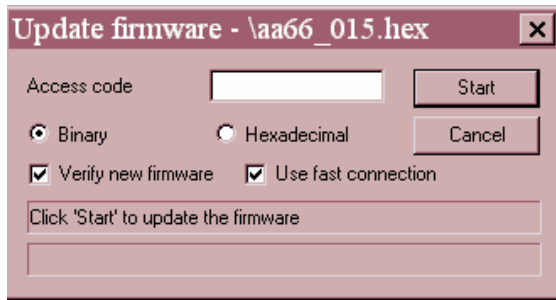 Update firmware - \aa66_015.hex
Access code
Start
Binary
Hexadecimal
Cancel
Verify new firmware
Use fast connection
Click 'Start' to update the firmware